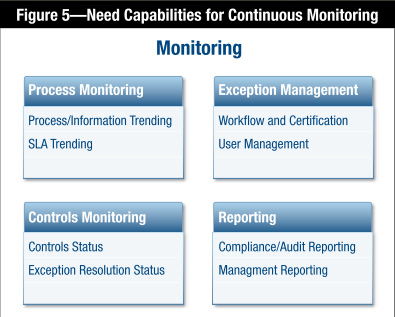 Figure 5—Need Capabilities for Continuous Monitoring
Monitoring
Process Monitoring
Process/Information Trending
SLA Trending
Exception Management
Workflow and Certification
User Management
Controls Monitoring
Controls Status
Exception Resolution Status
Reporting
Compliance/Audit Reporting
Managment Reporting